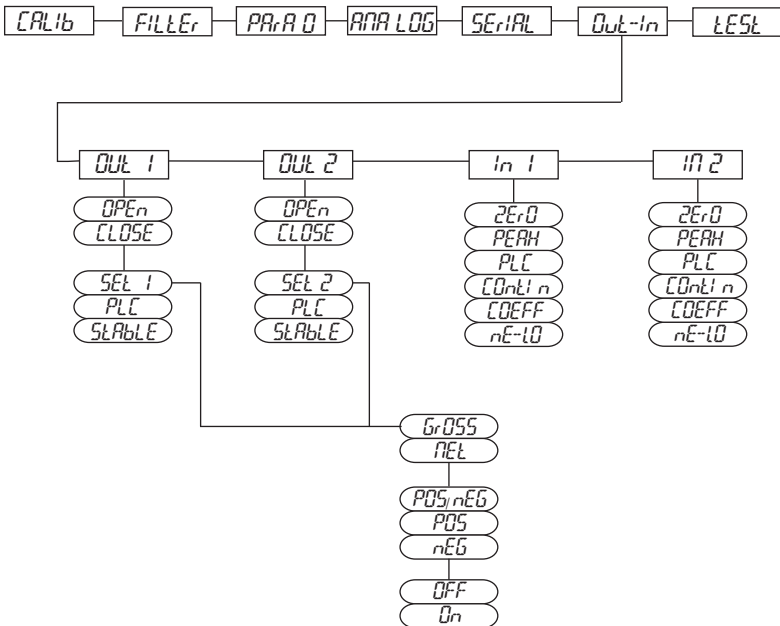 CALIb FILtEr PArA 0 ANA LOG SErIAL Out-In tESt
OUt 1 OUt 2 In 1 IN 2
OPEn OPEn ZErO ZErO
CLOSE CLOSE PEAK PEAK
PLC PLC
SEt 1 SEt 2 COntI n COntI n
PLC PLC COEFF COEFF
StAbLE StAbLE nE-LO nE-LO
GrOSS
NEt
POS/nEG
POS
nEG
OFF
On